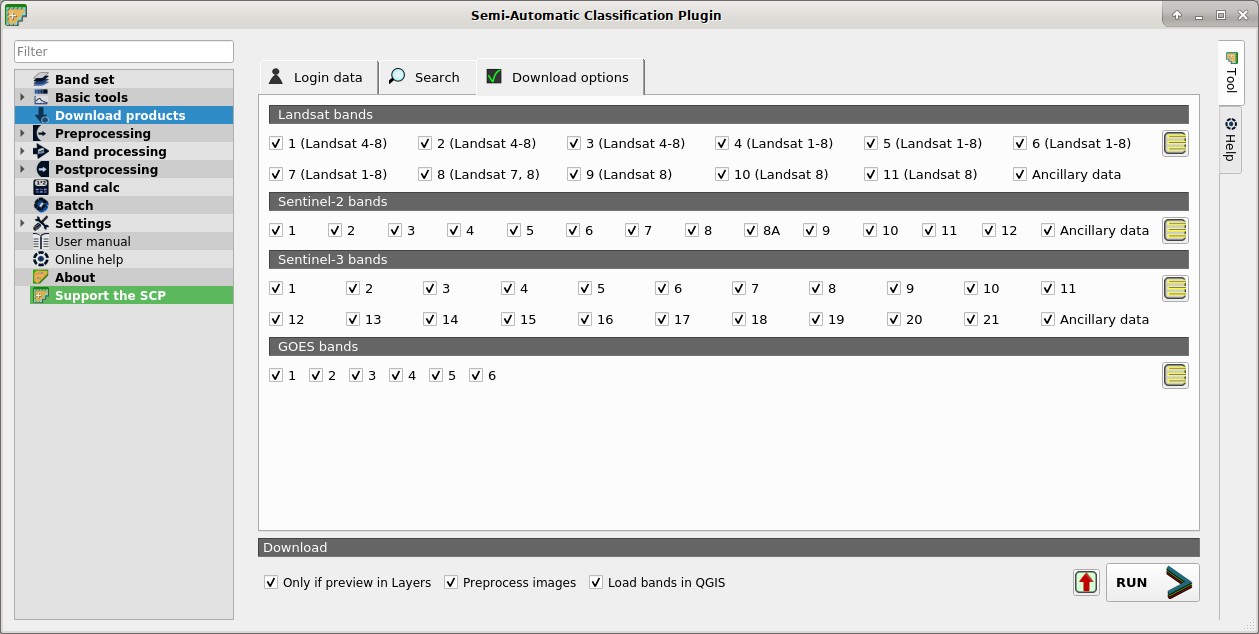 Semi-Automatic Classification Plugin
Filter
Band set
Basic tools
Download products
Preprocessing
Band processing
Postprocessing
Band calc
Batch
Settings
User manual
Online help
About
Support the SCP
Login data Search Download options
Landsat bands
1 (Landsat 4-8) 2 (Landsat 4-8) 3 (Landsat 4-8) 4 (Landsat 1-8) 5 (Landsat 1-8) 6 (Landsat 1-8)
7 (Landsat 1-8) 8 (Landsat 7, 8) 9 (Landsat 8) 10 (Landsat 8) 11 (Landsat 8) Ancillary data
Sentinel-2 bands
1 2 3 4 5 6 7 8 8A 9 10 11 12 Ancillary data
Sentinel-3 bands
1 2 3 4 5 6 7 8 9 10 11
12 13 14 15 16 17 18 19 20 21 Ancillary data
GOES bands
1 2 3 4 5 6
Download
Only if preview in Layers Preprocess images Load bands in QGIS
RUN
Tool
Help